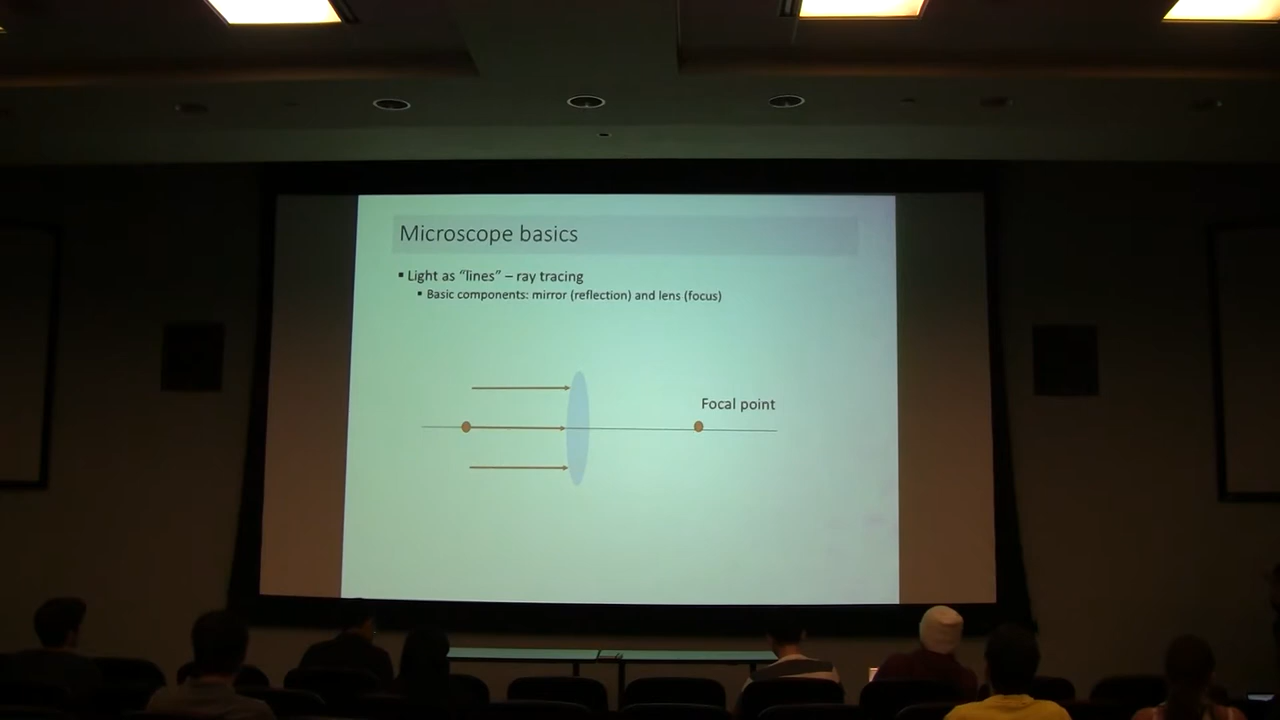 Microscope basics
▪ Light as “lines” – ray tracing
▪ Basic components: mirror (reflection) and lens (focus)
Focal point